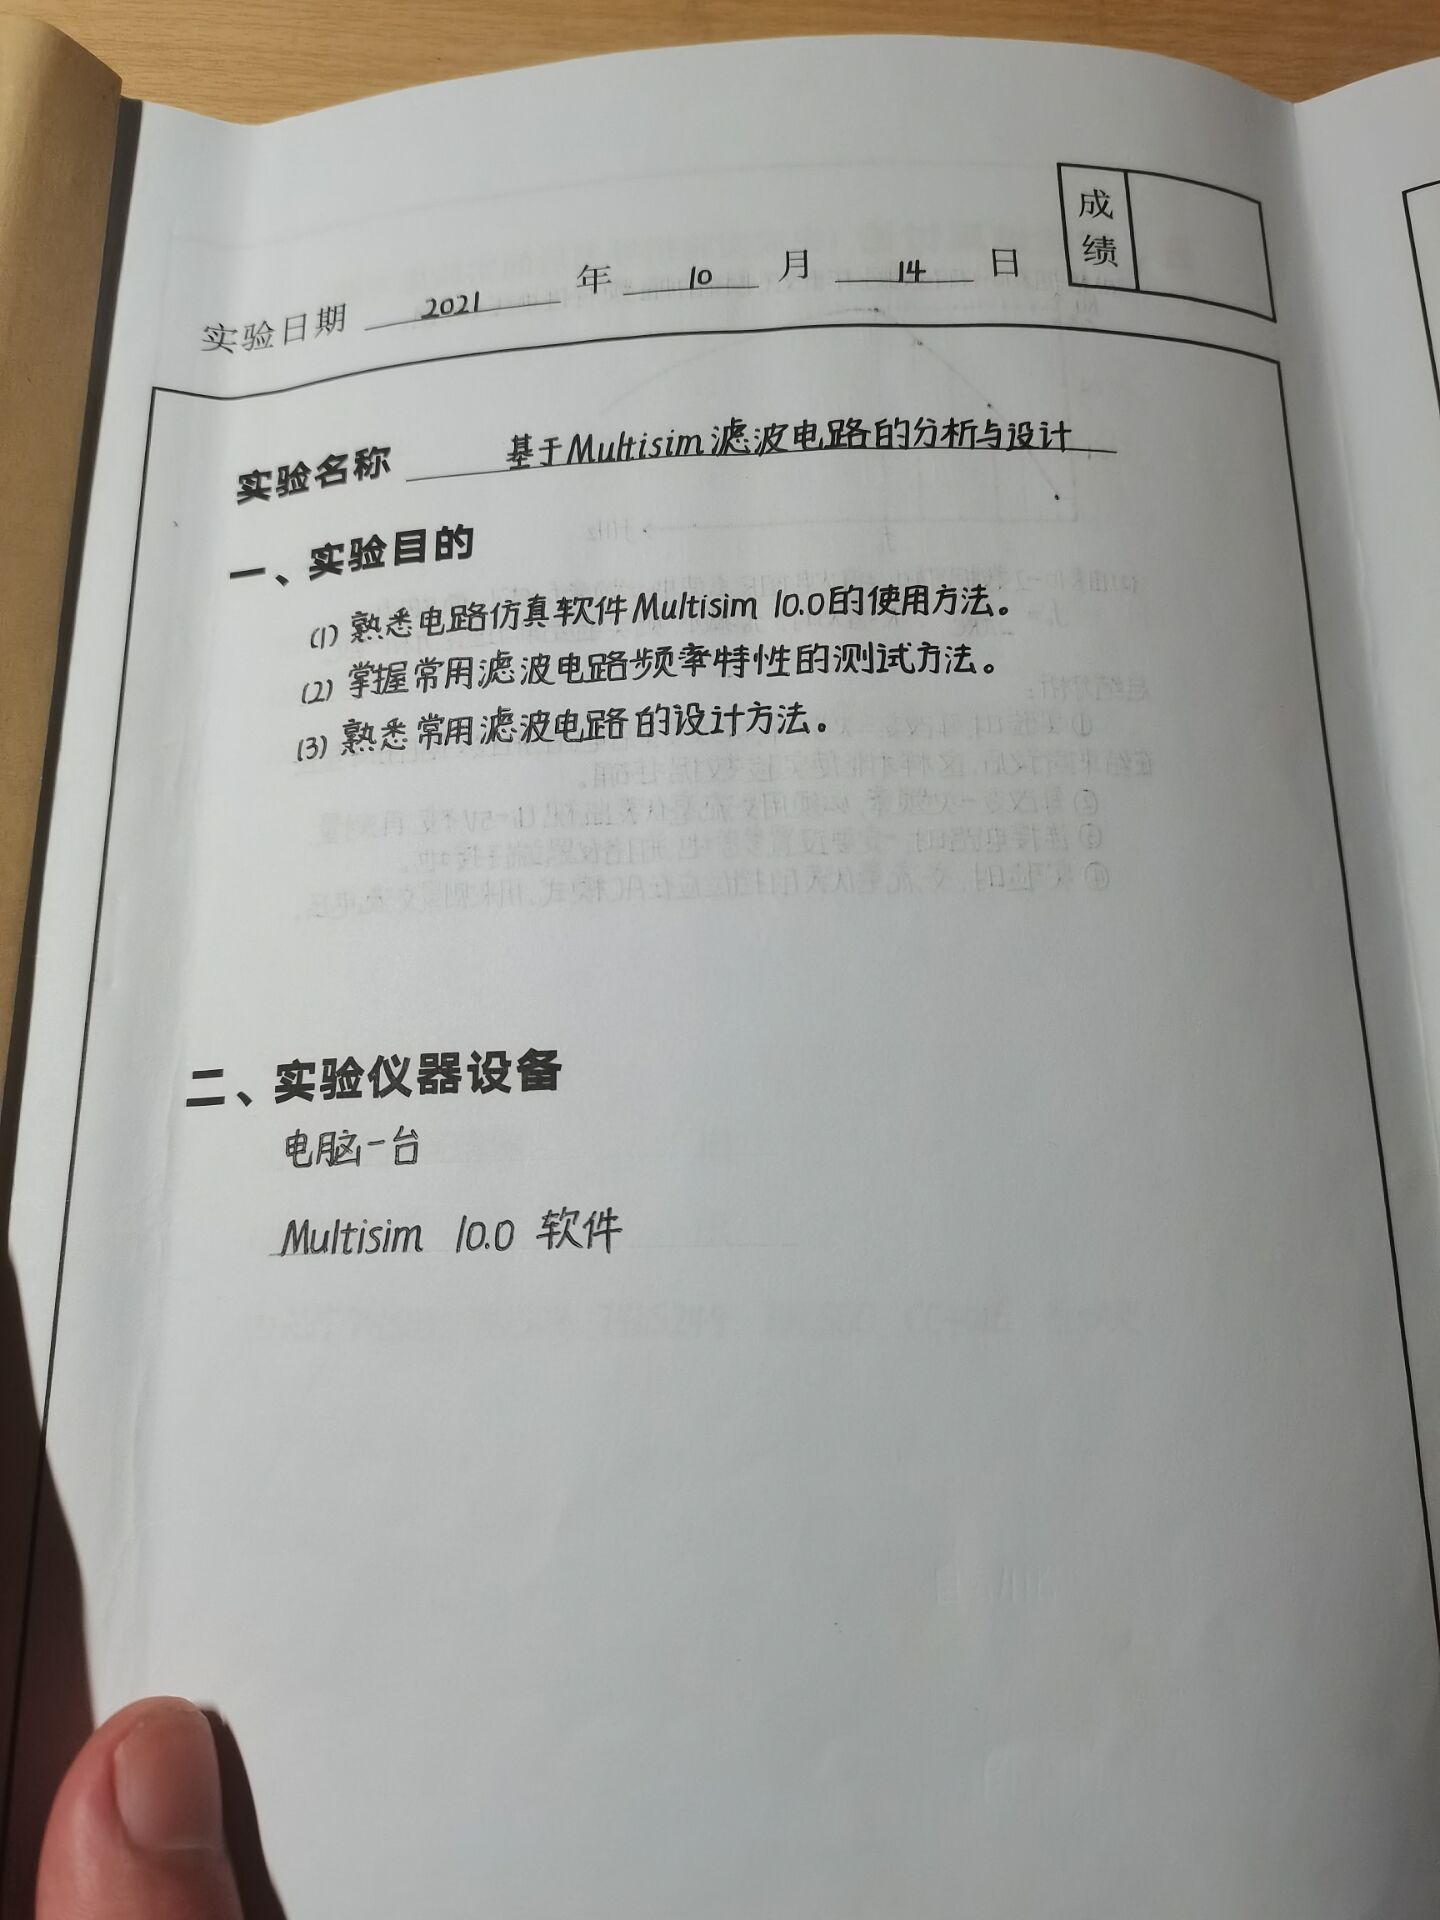 成绩
实验日期 2021 年 10 月 14 日
实验名称 基于Multisim滤波电路的分析与设计
一、实验目的
(1) 熟悉电路仿真软件Multisim 10.0的使用方法。
(2) 掌握常用滤波电路频率特性的测试方法。
(3) 熟悉常用滤波电路的设计方法。
二、实验仪器设备
电脑一台
Multisim 10.0 软件